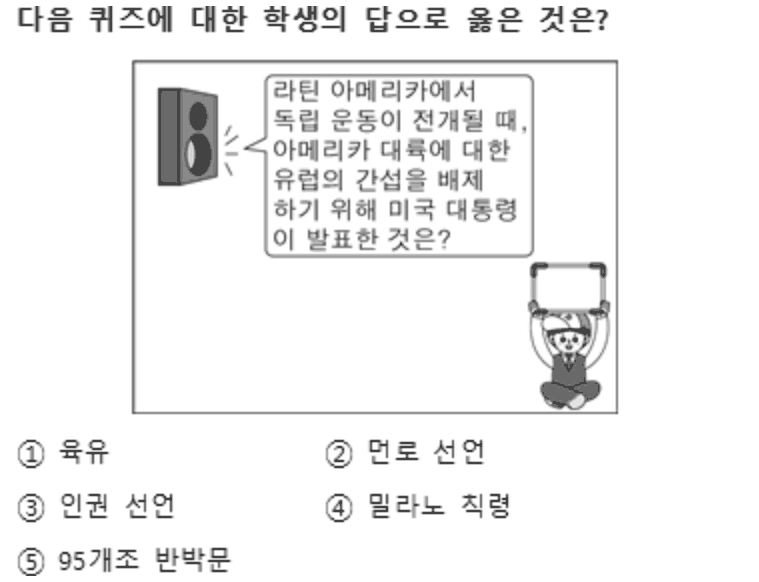 다음 퀴즈에 대한 학생의 답으로 옳은 것은?
라틴 아메리카에서
독립 운동이 전개될 때,
아메리카 대륙에 대한
유럽의 간섭을 배제
하기 위해 미국 대통령
이 발표한 것은?
① 육유 ② 먼로 선언
③ 인권 선언 ④ 밀라노 칙령
⑤ 95개조 반박문